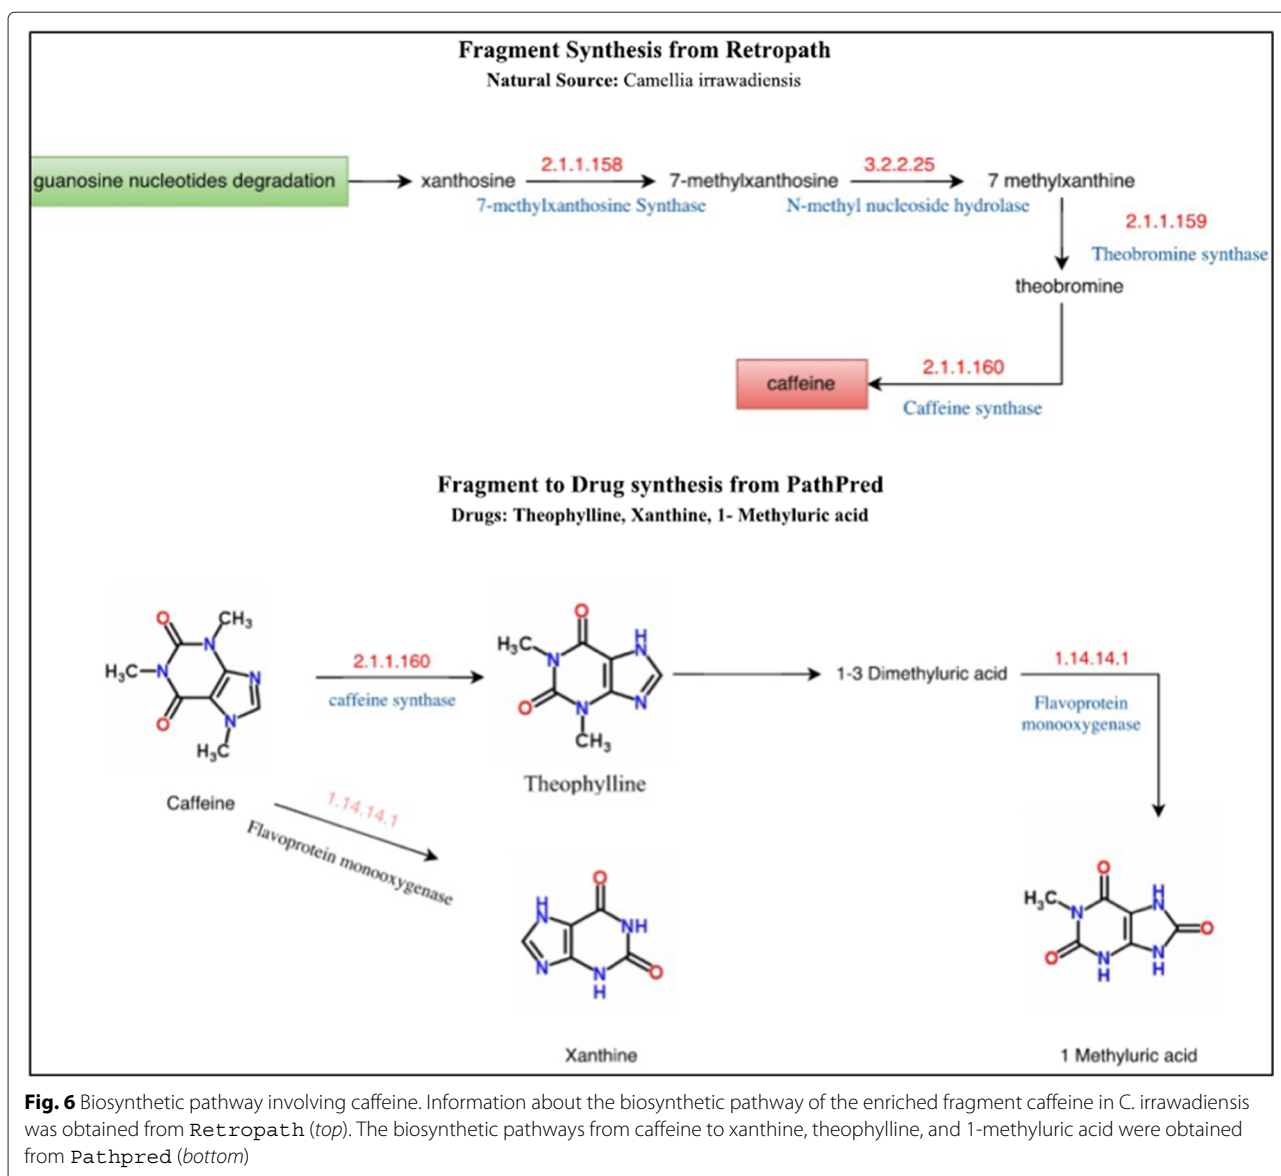 Fragment Synthesis from Retropath
Natural Source: Camellia irrawadiensis
guanosine nucleotides degradation
xanthosine
2.1.1.158
7-methylxanthosine Synthase
7-methylxanthosine
3.2.2.25
N-methyl nucleoside hydrolase
7 methylxanthine
2.1.1.159
Theobromine synthase
theobromine
2.1.1.160
Caffeine synthase
caffeine
Fragment to Drug synthesis from PathPred
Drugs: Theophylline, Xanthine, 1- Methyluric acid
O
CH3
H3C
N
N
N
O
N
H3C
Caffeine
2.1.1.160
caffeine synthase
O
H
H3C
N
N
O
N
N
CH3
Theophylline
1-3 Dimethyluric acid
1.14.14.1
Flavoprotein
monooxygenase
1.14.14.1
Flavoprotein monooxygenase
O
H
N
NH
N
N
O
H
Xanthine
O
H
H3C
N
N
O
O
N
N
H
H
1 Methyluric acid
Fig. 6 Biosynthetic pathway involving caffeine. Information about the biosynthetic pathway of the enriched fragment caffeine in C. irrawadiensis
was obtained from Retropath (top). The biosynthetic pathways from caffeine to xanthine, theophylline, and 1-methyluric acid were obtained
from Pathpred (bottom)